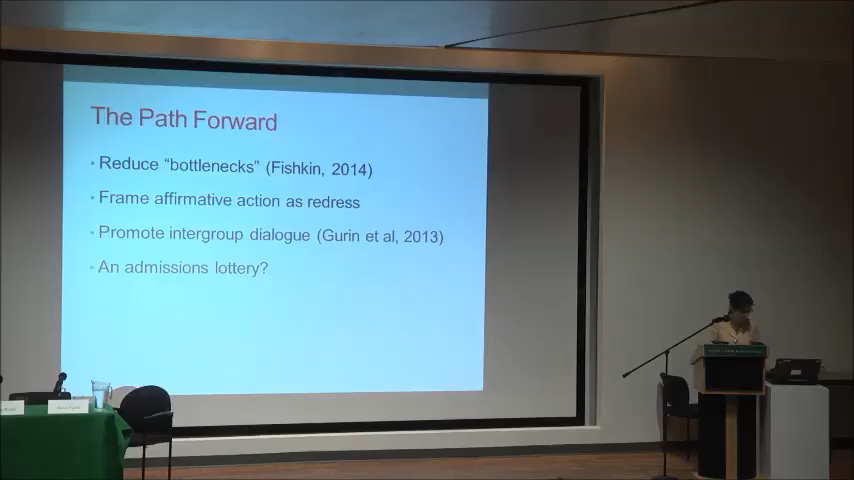 The Path Forward
• Reduce “bottlenecks” (Fishkin, 2014)
• Frame affirmative action as redress
• Promote intergroup dialogue (Gurin et al, 2013)
• An admissions lottery?